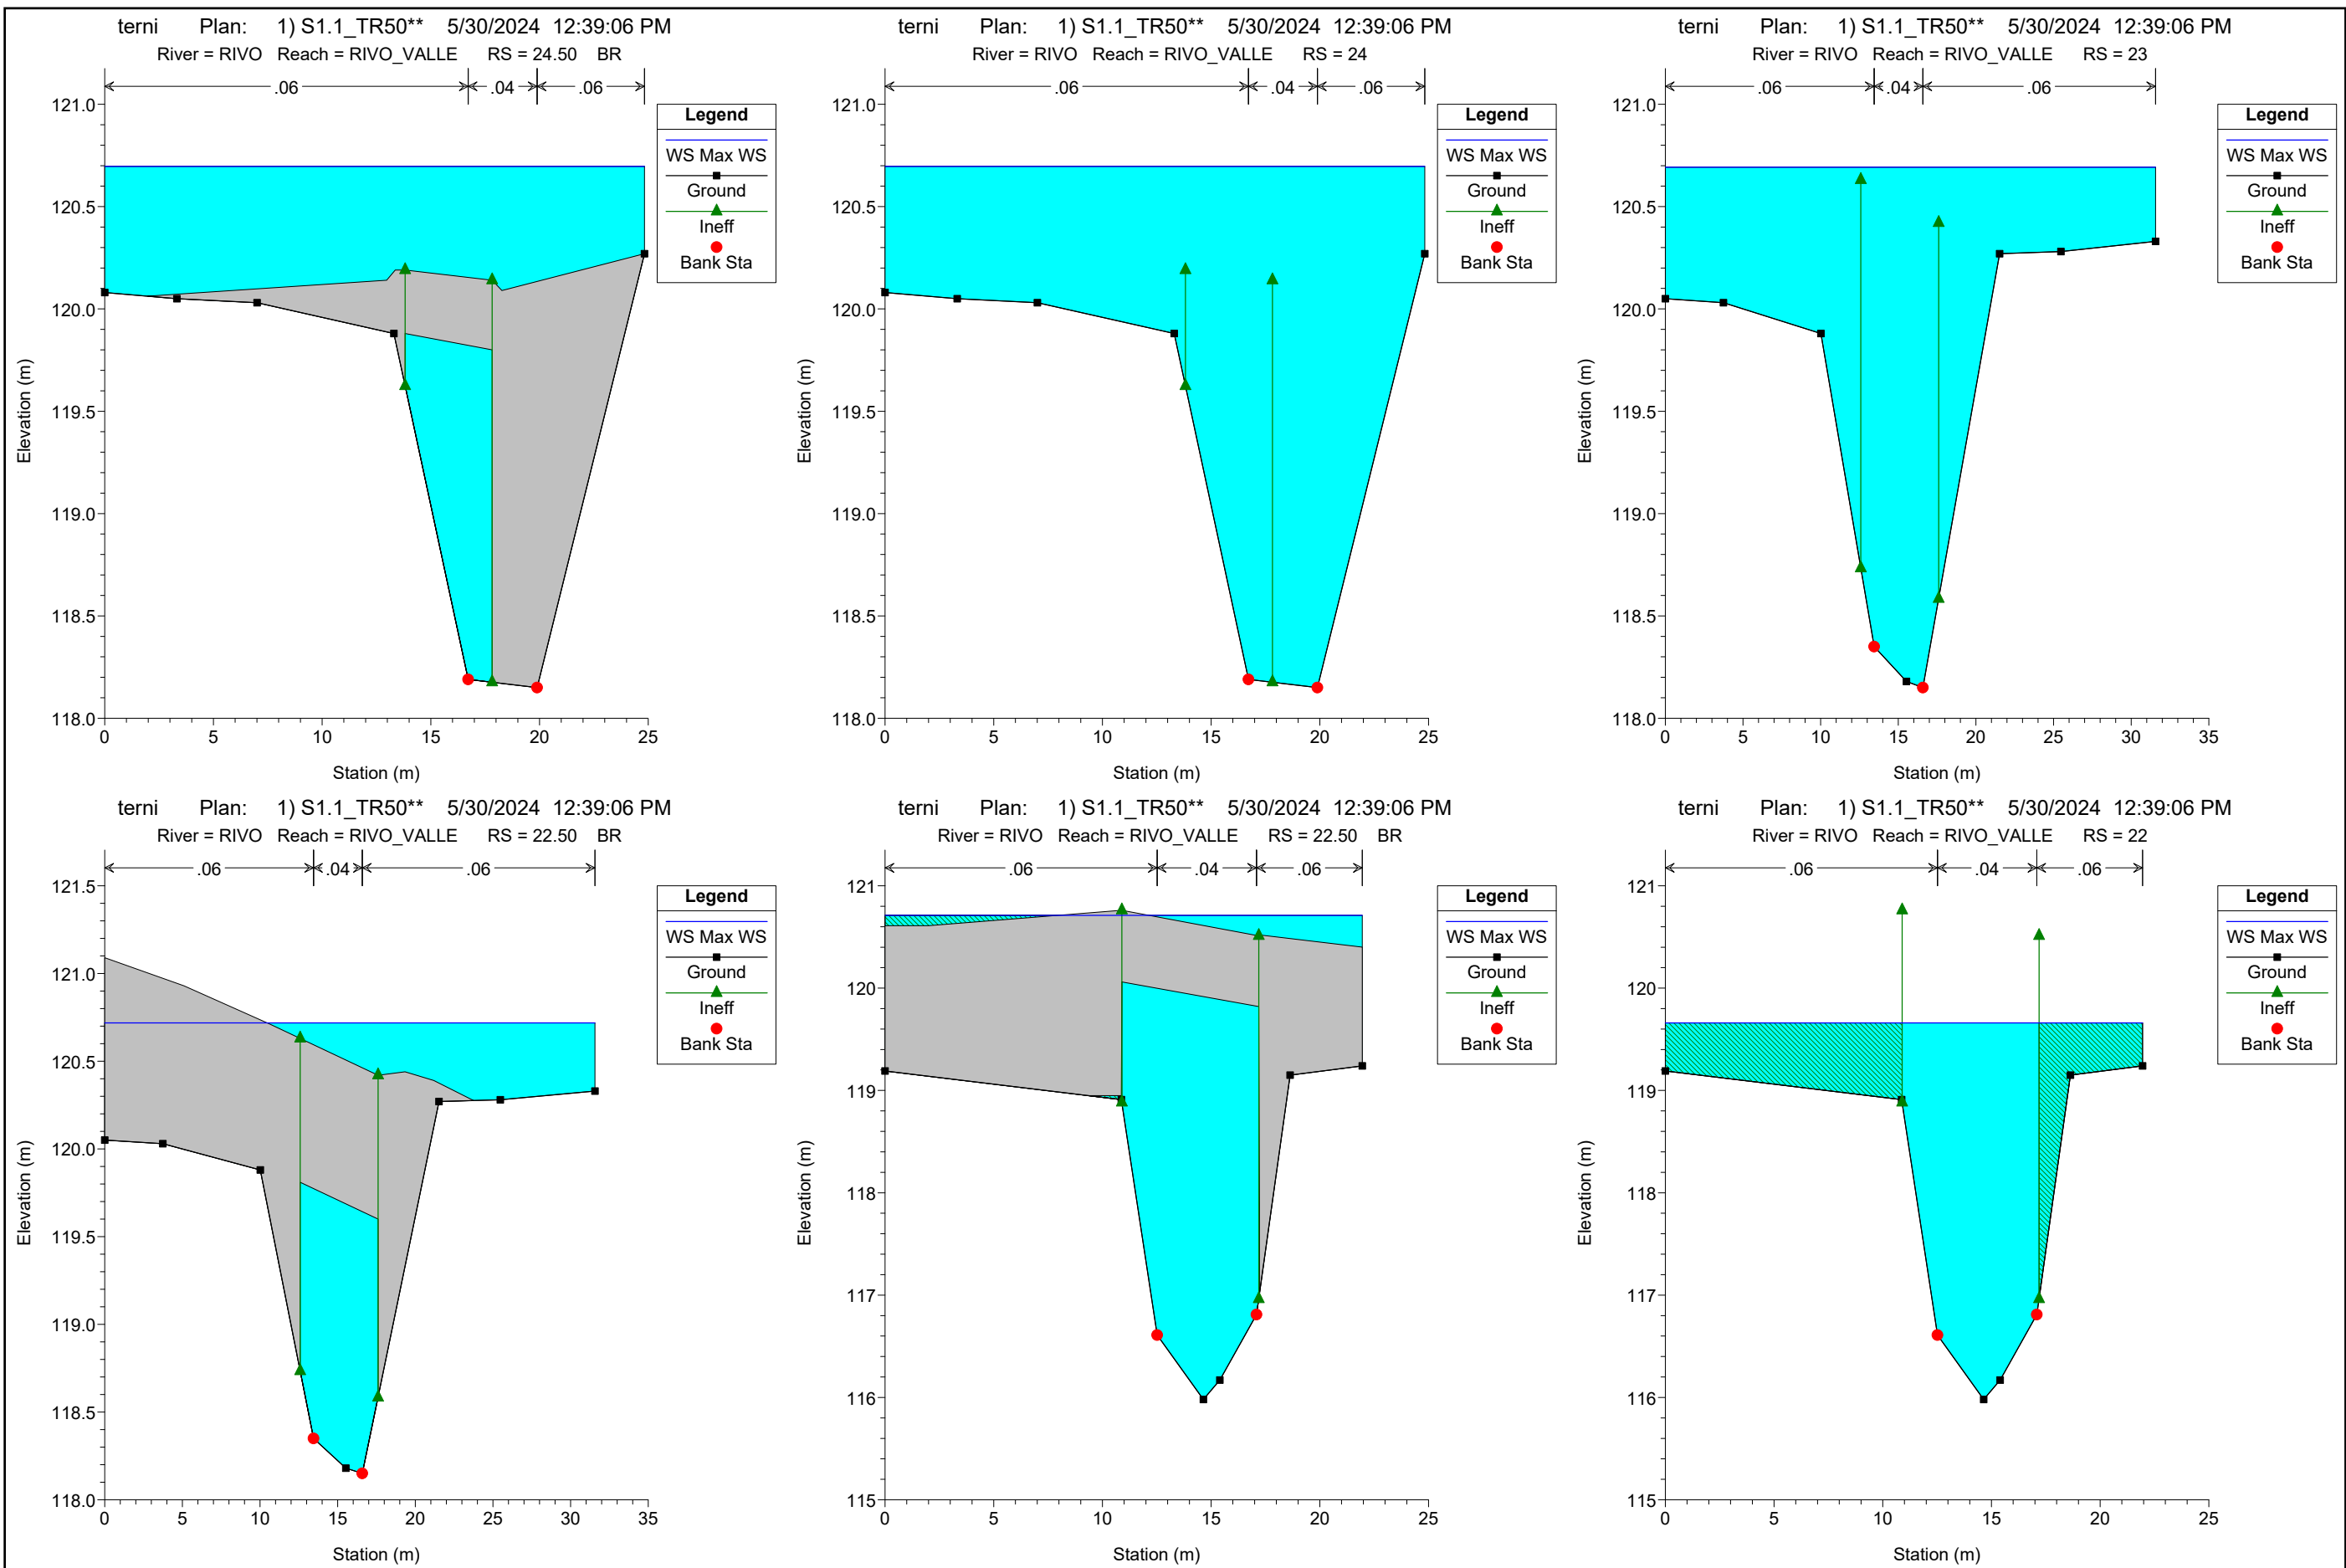 terni Plan: 1) S1.1_TR50** 5/30/2024 12:39:06 PM
River = RIVO Reach = RIVO_VALLE RS = 24.50 BR
.06 .04 .06
121.0
120.5
120.0
119.5
119.0
118.5
118.0
0 5 10 15 20 25
Elevation (m)
Station (m)
Legend
WS Max WS
Ground
Ineff
Bank Sta
terni Plan: 1) S1.1_TR50** 5/30/2024 12:39:06 PM
River = RIVO Reach = RIVO_VALLE RS = 24
.06 .04 .06
121.0
120.5
120.0
119.5
119.0
118.5
118.0
0 5 10 15 20 25
Elevation (m)
Station (m)
Legend
WS Max WS
Ground
Ineff
Bank Sta
terni Plan: 1) S1.1_TR50** 5/30/2024 12:39:06 PM
River = RIVO Reach = RIVO_VALLE RS = 23
.06 .04 .06
121.0
120.5
120.0
119.5
119.0
118.5
118.0
0 5 10 15 20 25 30 35
Elevation (m)
Station (m)
Legend
WS Max WS
Ground
Ineff
Bank Sta
terni Plan: 1) S1.1_TR50** 5/30/2024 12:39:06 PM
River = RIVO Reach = RIVO_VALLE RS = 22.50 BR
.06 .04 .06
121.5
121.0
120.5
120.0
119.5
119.0
118.5
118.0
0 5 10 15 20 25 30 35
Elevation (m)
Station (m)
Legend
WS Max WS
Ground
Ineff
Bank Sta
terni Plan: 1) S1.1_TR50** 5/30/2024 12:39:06 PM
River = RIVO Reach = RIVO_VALLE RS = 22.50 BR
.06 .04 .06
121
120
119
118
117
116
115
0 5 10 15 20 25
Elevation (m)
Station (m)
Legend
WS Max WS
Ground
Ineff
Bank Sta
terni Plan: 1) S1.1_TR50** 5/30/2024 12:39:06 PM
River = RIVO Reach = RIVO_VALLE RS = 22
.06 .04 .06
121
120
119
118
117
116
115
0 5 10 15 20 25
Elevation (m)
Station (m)
Legend
WS Max WS
Ground
Ineff
Bank Sta